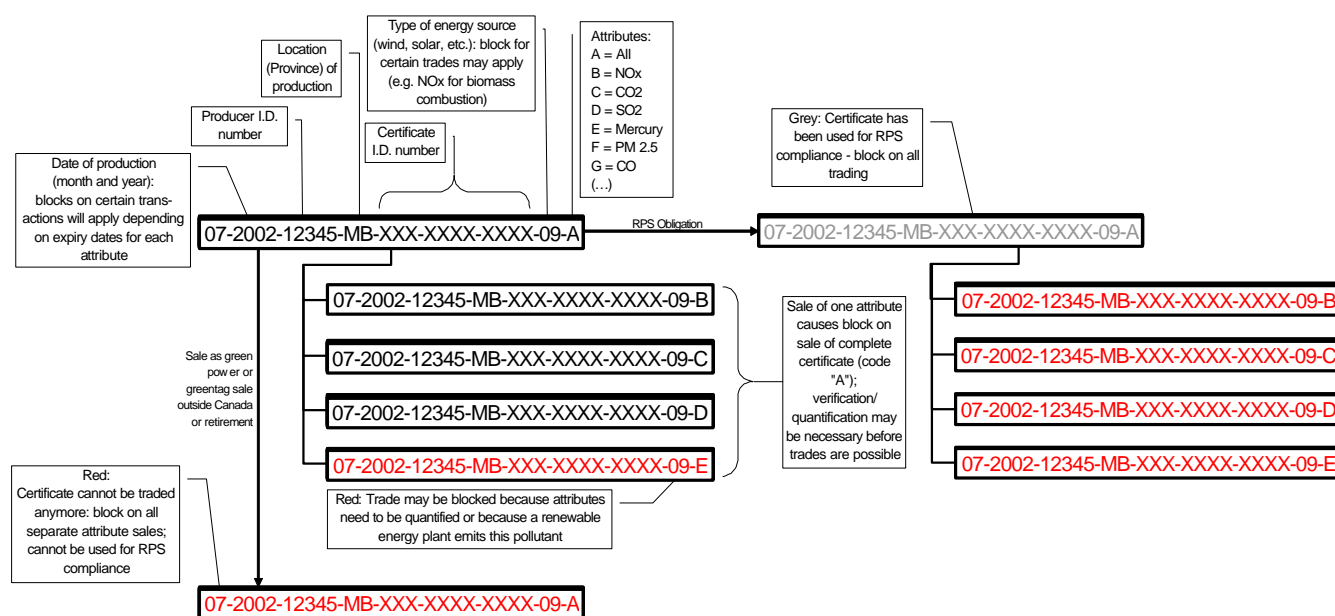 Type of energy source
(wind, solar, etc.): block for
certain trades may apply
(e.g. NOx for biomass
combustion)
Attributes:
A = All
B = NOx
C = CO2
D = SO2
E = Mercury
F = PM 2.5
G = CO
(…)
Location
(Province) of
production
Producer I.D.
number
Certificate
I.D. number
Grey: Certificate has
been used for RPS
compliance - block on all
trading
Date of production
(month and year):
blocks on certain trans-
actions will apply depending
on expiry dates for each
attribute
07-2002-12345-MB-XXX-XXXX-XXXX-09-A
RPS Obligation
07-2002-12345-MB-XXX-XXXX-XXXX-09-A
07-2002-12345-MB-XXX-XXXX-XXXX-09-B
07-2002-12345-MB-XXX-XXXX-XXXX-09-C
07-2002-12345-MB-XXX-XXXX-XXXX-09-D
07-2002-12345-MB-XXX-XXXX-XXXX-09-E
Sale of one attribute
causes block on
sale of complete
certificate (code
"A");
verification/
quantification may
be necessary before
trades are possible
07-2002-12345-MB-XXX-XXXX-XXXX-09-B
07-2002-12345-MB-XXX-XXXX-XXXX-09-C
07-2002-12345-MB-XXX-XXXX-XXXX-09-D
07-2002-12345-MB-XXX-XXXX-XXXX-09-E
Sale as green
power or
greentag sale
outside Canada
or retirement
Red: Trade may be blocked because attributes
need to be quantified or because a renewable
energy plant emits this pollutant
Red:
Certificate cannot be traded
anymore: block on all
separate attribute sales;
cannot be used for RPS
compliance
07-2002-12345-MB-XXX-XXXX-XXXX-09-A